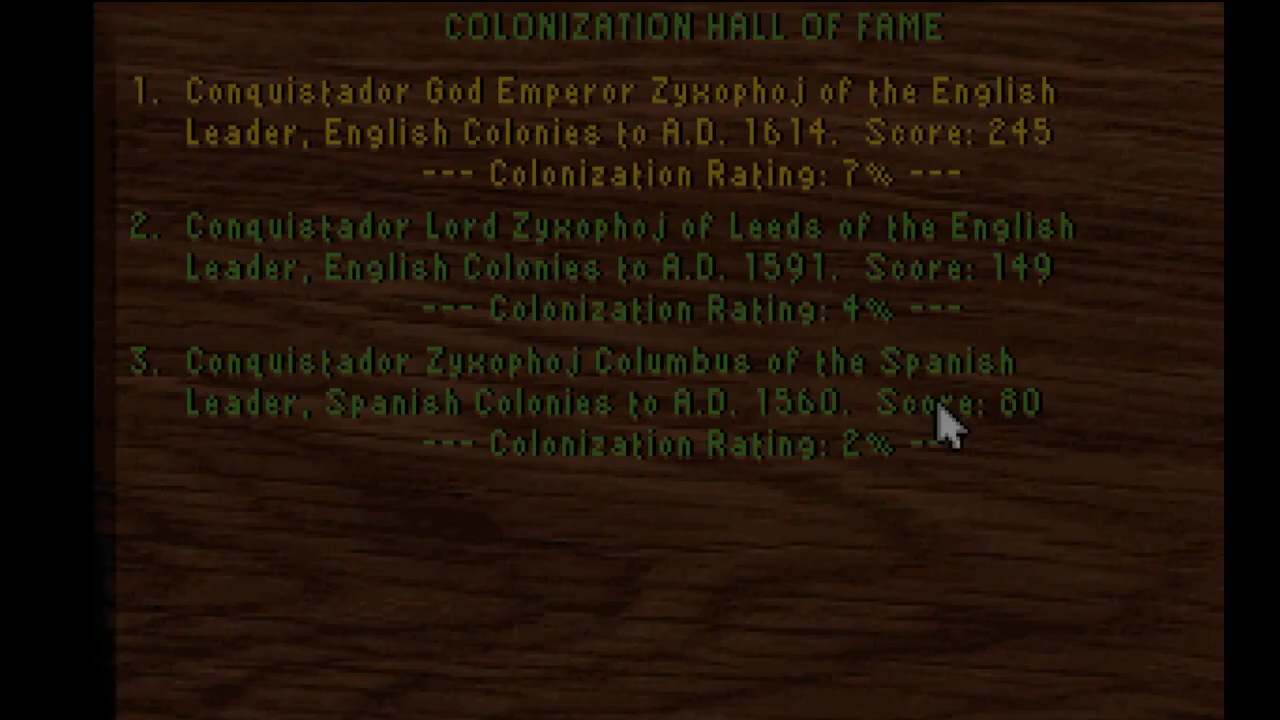 COLONIZATION HALL OF FAME
1. Conquistador God Emperor Zyxophoj of the English
Leader, English Colonies to A.D. 1614. Score: 245
--- Colonization Rating: 7% ---
2. Conquistador Lord Zyxophoj of Leeds of the English
Leader, English Colonies to A.D. 1591. Score: 149
--- Colonization Rating: 4% ---
3. Conquistador Zyxophoj Columbus of the Spanish
Leader, Spanish Colonies to A.D. 1560. Score: 80
--- Colonization Rating: 2% ---